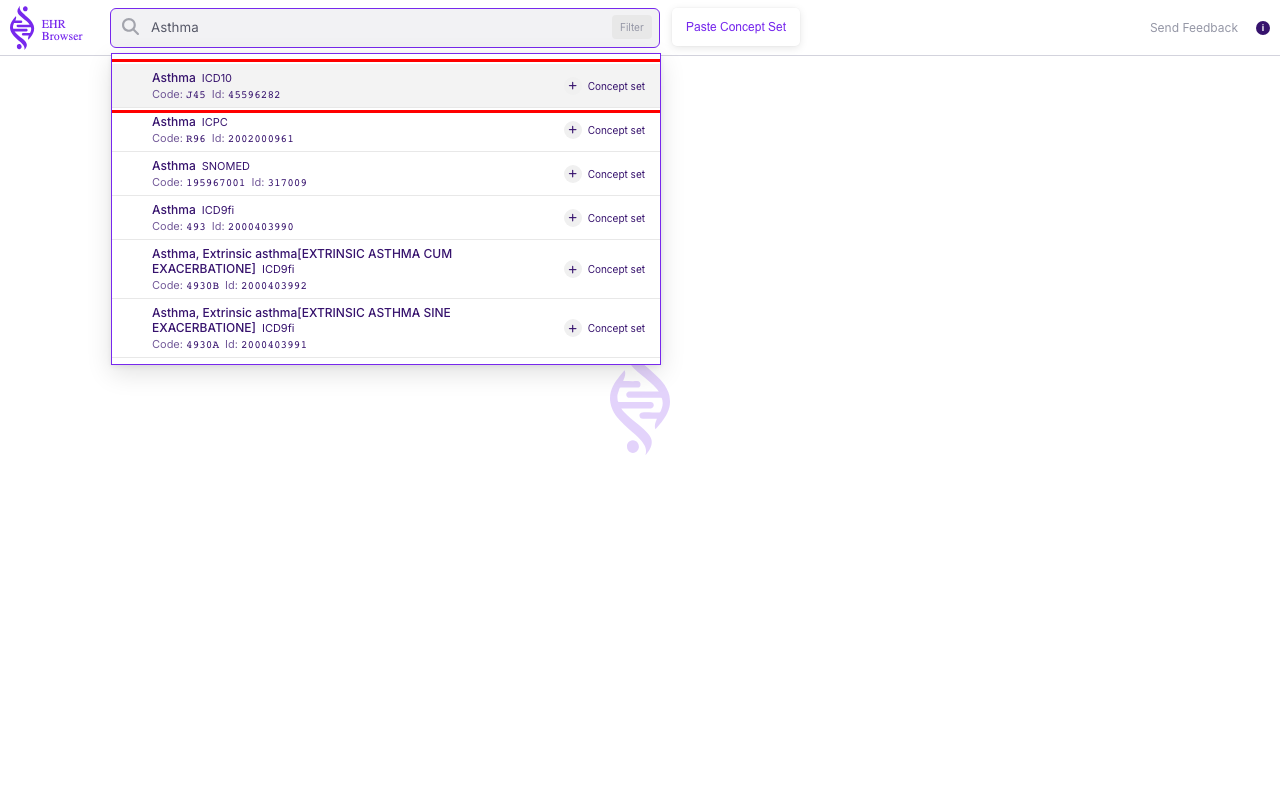 EHR
Browser
Asthma
Filter
Paste Concept Set
Send Feedback
i
Asthma ICD10
Code: J45 Id: 45596282
+ Concept set
Asthma ICPC
Code: R96 Id: 2002000961
+ Concept set
Asthma SNOMED
Code: 195967001 Id: 317009
+ Concept set
Asthma ICD9fi
Code: 493 Id: 2000403990
+ Concept set
Asthma, Extrinsic asthma[EXTRINSIC ASTHMA CUM
EXACERBATIONE] ICD9fi
Code: 4930B Id: 2000403992
+ Concept set
Asthma, Extrinsic asthma[EXTRINSIC ASTHMA SINE
EXACERBATIONE] ICD9fi
Code: 4930A Id: 2000403991
+ Concept set